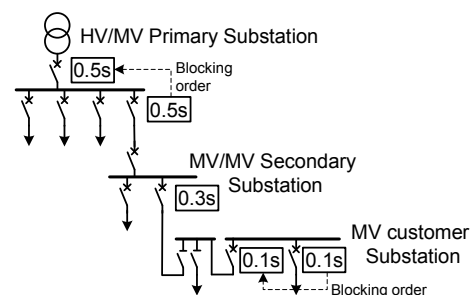 HV/MV Primary Substation
0.5s
Blocking
order
0.5s
MV/MV Secondary
Substation
0.3s
MV customer
Substation
0.1s
0.1s
Blocking order